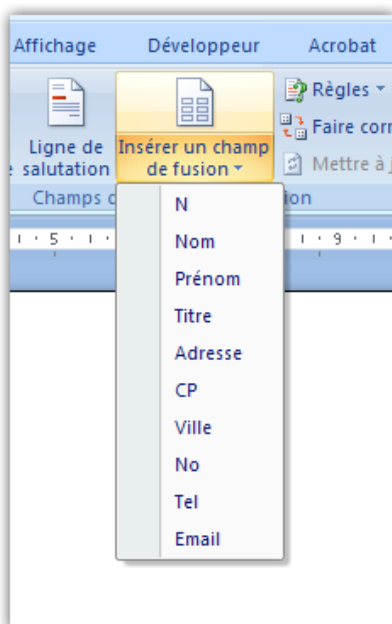 Affichage Développeur Acrobat
Règles
Faire corr
Ligne de Insérer un champ
salutation de fusion Mettre à j
Champs ion
5 9
N
Nom
Prénom
Titre
Adresse
CP
Ville
No
Tel
Email